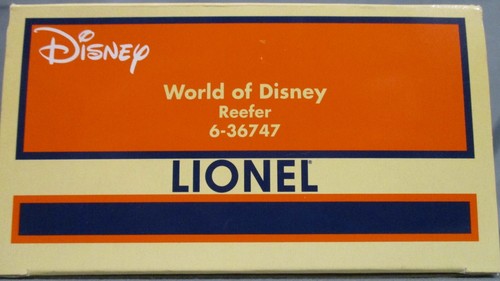 Disney
World of Disney
Reefer
6-36747
LIONEL